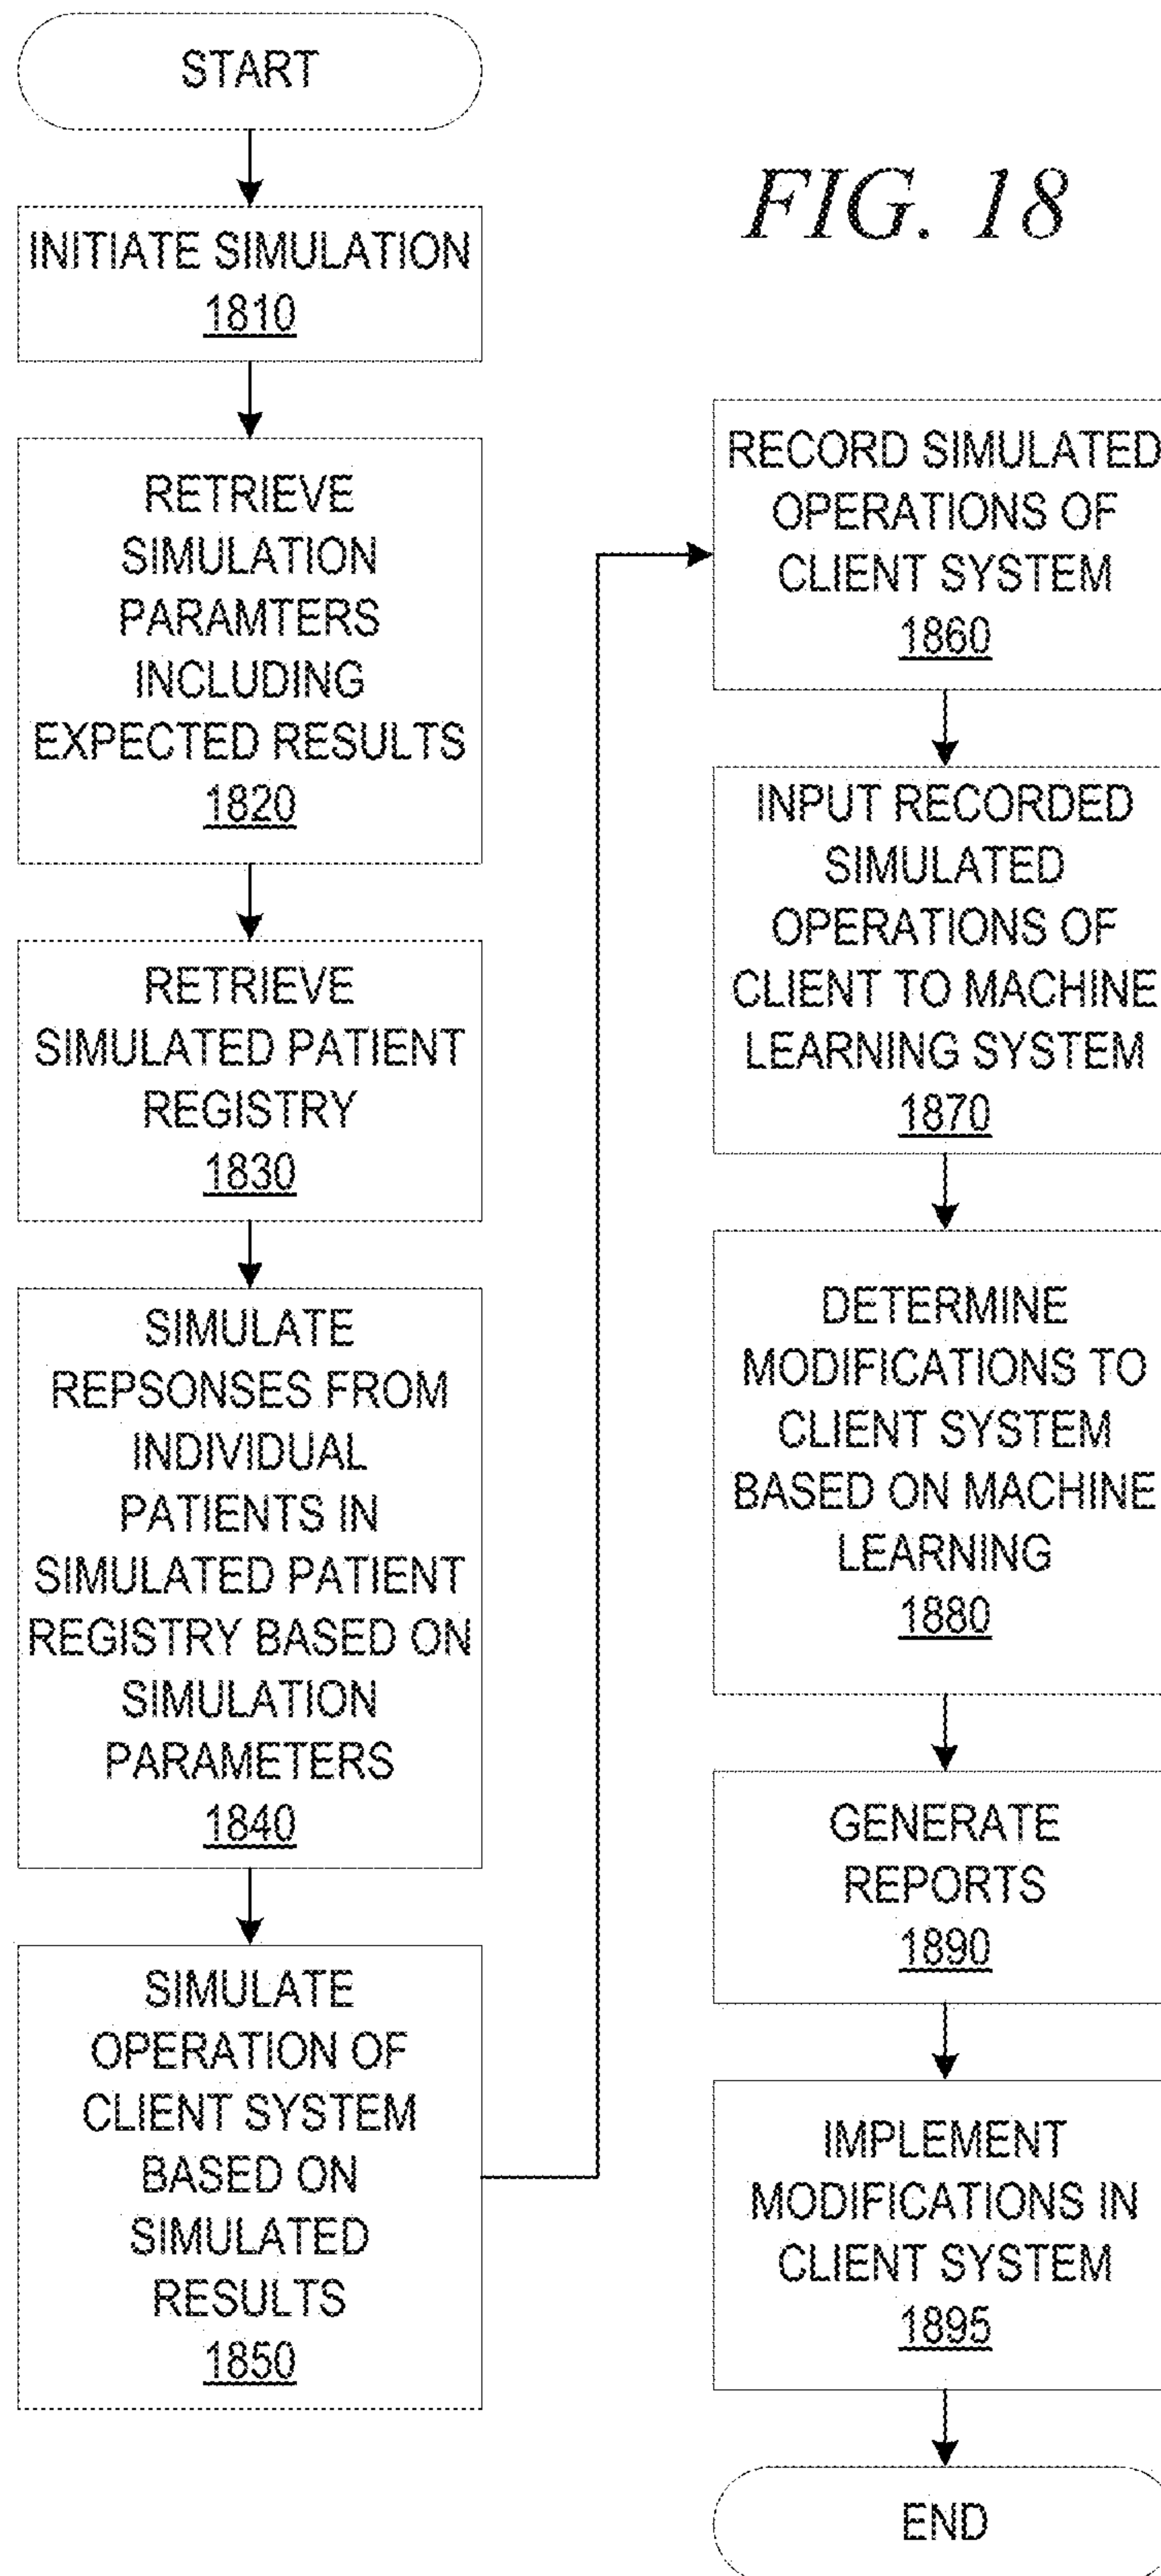 START
FIG. 18
INITIATE SIMULATION
1810
RETRIEVE
SIMULATION
PARAMTERS
INCLUDING
EXPECTED RESULTS
1820
RETRIEVE
SIMULATED PATIENT
REGISTRY
1830
SIMULATE
REPSONSES FROM
INDIVIDUAL
PATIENTS IN
SIMULATED PATIENT
REGISTRY BASED ON
SIMULATION
PARAMETERS
1840
SIMULATE
OPERATION OF
CLIENT SYSTEM
BASED ON
SIMULATED
RESULTS
1850
RECORD SIMULATED
OPERATIONS OF
CLIENT SYSTEM
1860
INPUT RECORDED
SIMULATED
OPERATIONS OF
CLIENT TO MACHINE
LEARNING SYSTEM
1870
DETERMINE
MODIFICATIONS TO
CLIENT SYSTEM
BASED ON MACHINE
LEARNING
1880
GENERATE
REPORTS
1890
IMPLEMENT
MODIFICATIONS IN
CLIENT SYSTEM
1895
END